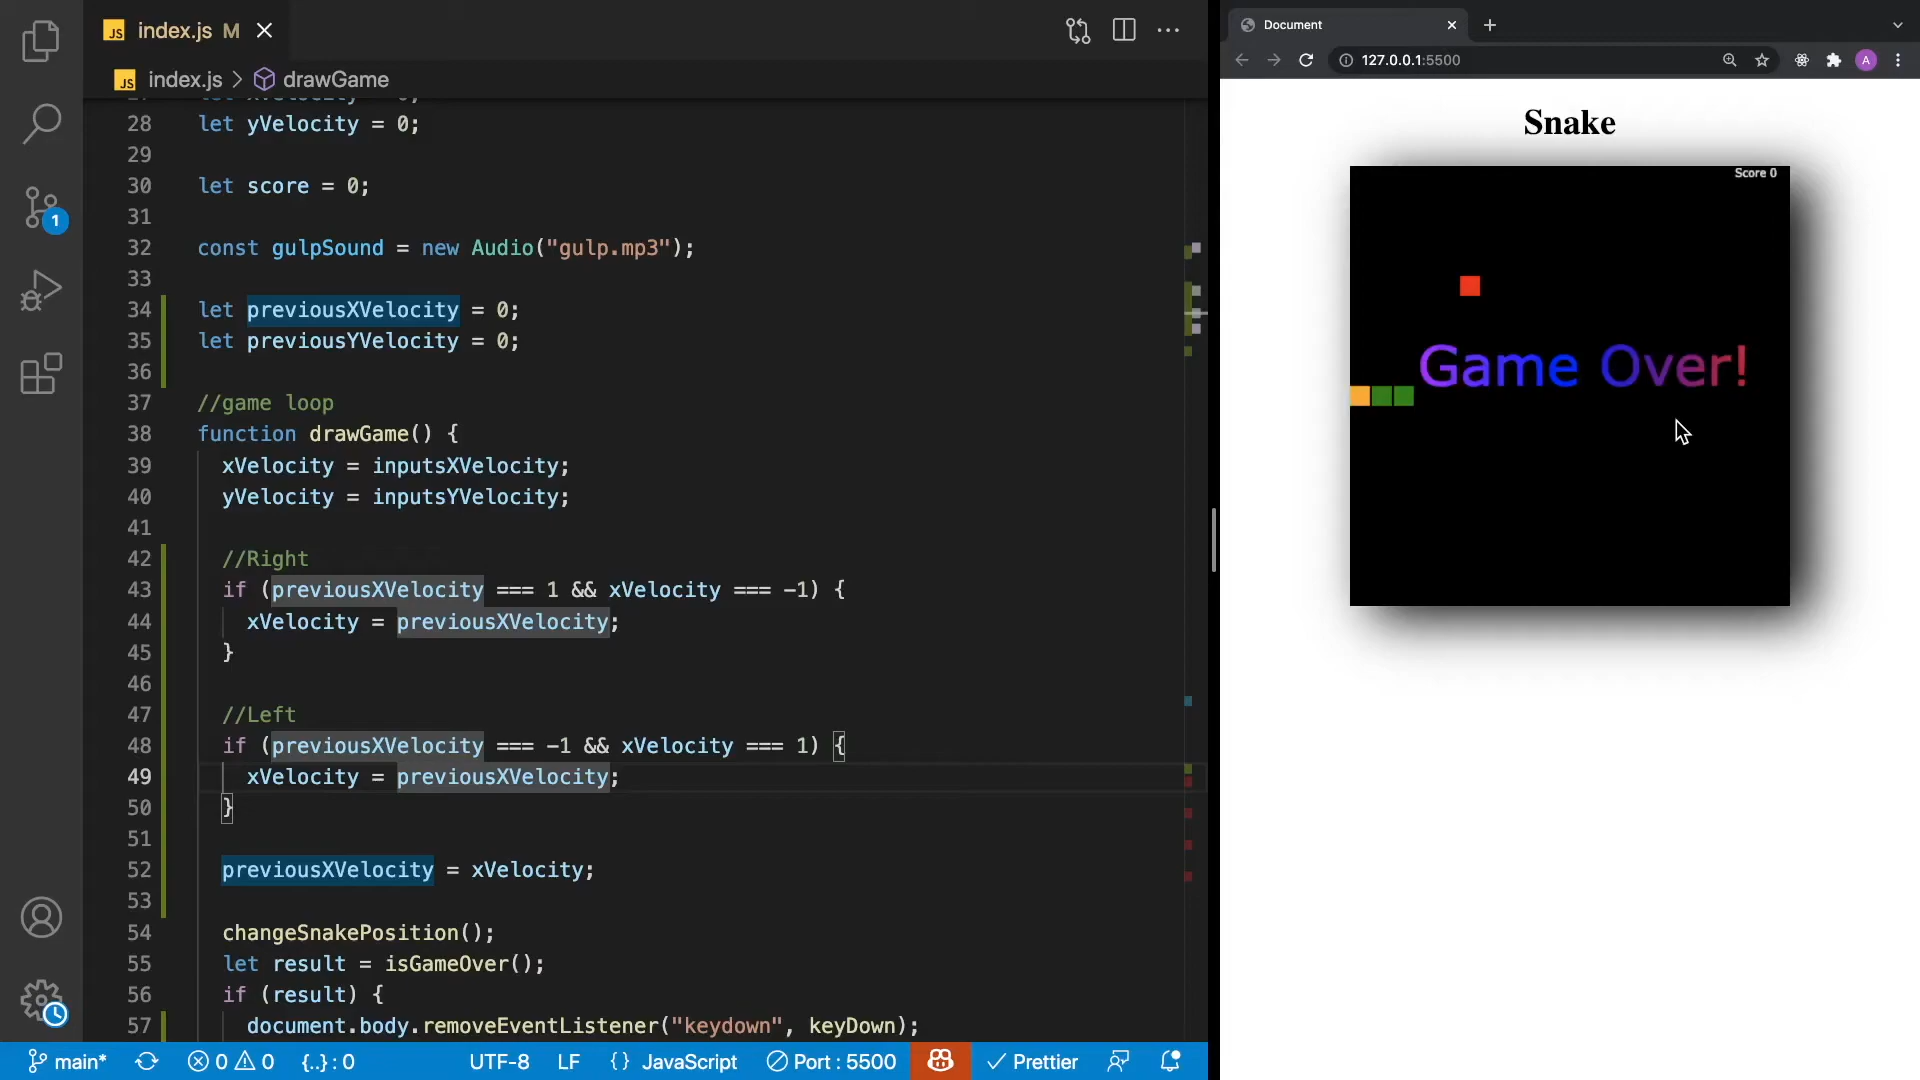 index.js M
index.js > drawGame
28 let yVelocity = 0;
29
30 let score = 0;
31
32 const gulpSound = new Audio("gulp.mp3");
33
34 let previousXVelocity = 0;
35 let previousYVelocity = 0;
36
37 //game loop
38 function drawGame() {
39 xVelocity = inputsXVelocity;
40 yVelocity = inputsYVelocity;
41
42 //Right
43 if (previousXVelocity === 1 && xVelocity === -1) {
44 xVelocity = previousXVelocity;
45 }
46
47 //Left
48 if (previousXVelocity === -1 && xVelocity === 1) {
49 xVelocity = previousXVelocity;
50 }
51
52 previousXVelocity = xVelocity;
53
54 changeSnakePosition();
55 let result = isGameOver();
56 if (result) {
57 document.body.removeEventListener("keydown", keyDown);
1
main* 0 0 {..} : 0 UTF-8 LF {} JavaScript Port : 5500 Prettier
Document
127.0.0.1:5500
A
Snake
Score 0
Game Over!